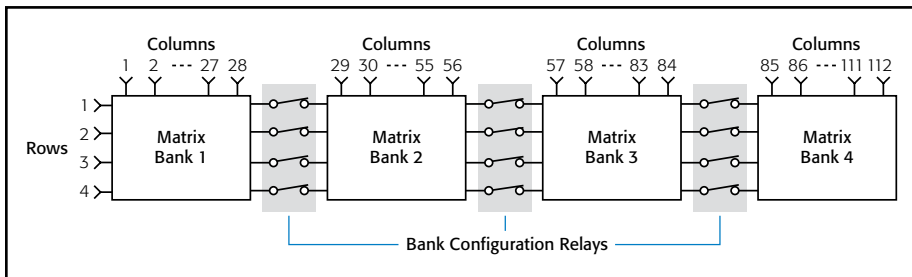 Columns Columns Columns Columns
1 2 --- 27 28 29 30 --- 55 56 57 58 --- 83 84 85 86 --- 111 112
1
2
Rows
3
4
Matrix Matrix Matrix Matrix
Bank 1 Bank 2 Bank 3 Bank 4
Bank Configuration Relays